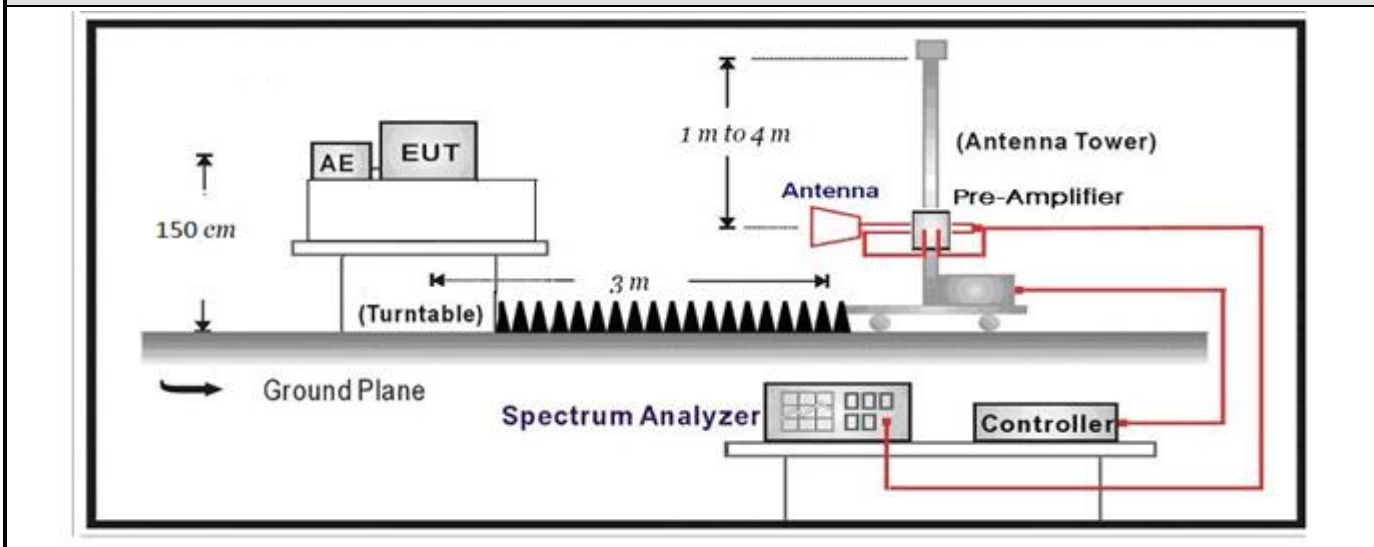 1 m to 4 m
(Antenna Tower)
AE
EUT
Antenna
Pre-Amplifier
150 cm
3 m
(Turntable)
Ground Plane
Spectrum Analyzer
Controller